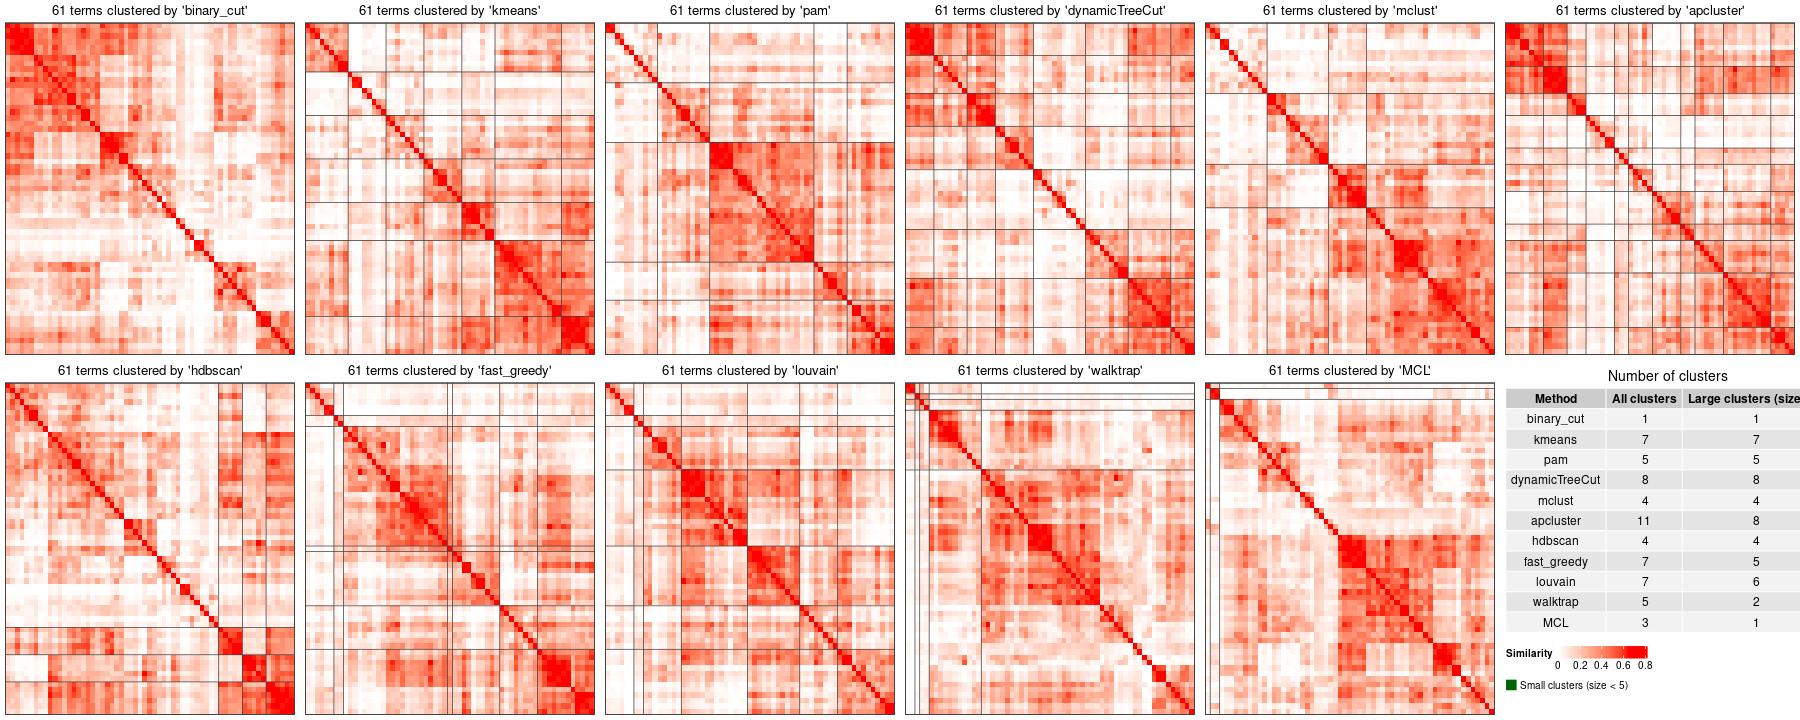 61 terms clustered by 'binary_cut'
61 terms clustered by 'kmeans'
61 terms clustered by 'pam'
61 terms clustered by 'dynamicTreeCut'
61 terms clustered by 'mclust'
61 terms clustered by 'apcluster'
61 terms clustered by 'hdbscan'
61 terms clustered by 'fast_greedy'
61 terms clustered by 'louvain'
61 terms clustered by 'walktrap'
61 terms clustered by 'MCL'
Number of clusters
Method All clusters Large clusters (size
binary_cut 1 1
kmeans 7 7
pam 5 5
dynamicTreeCut 8 8
mclust 4 4
apcluster 11 8
hdbscan 4 4
fast_greedy 7 5
louvain 7 6
walktrap 5 2
MCL 3 1
Similarity
0 0.2 0.4 0.6 0.8
Small clusters (size < 5)